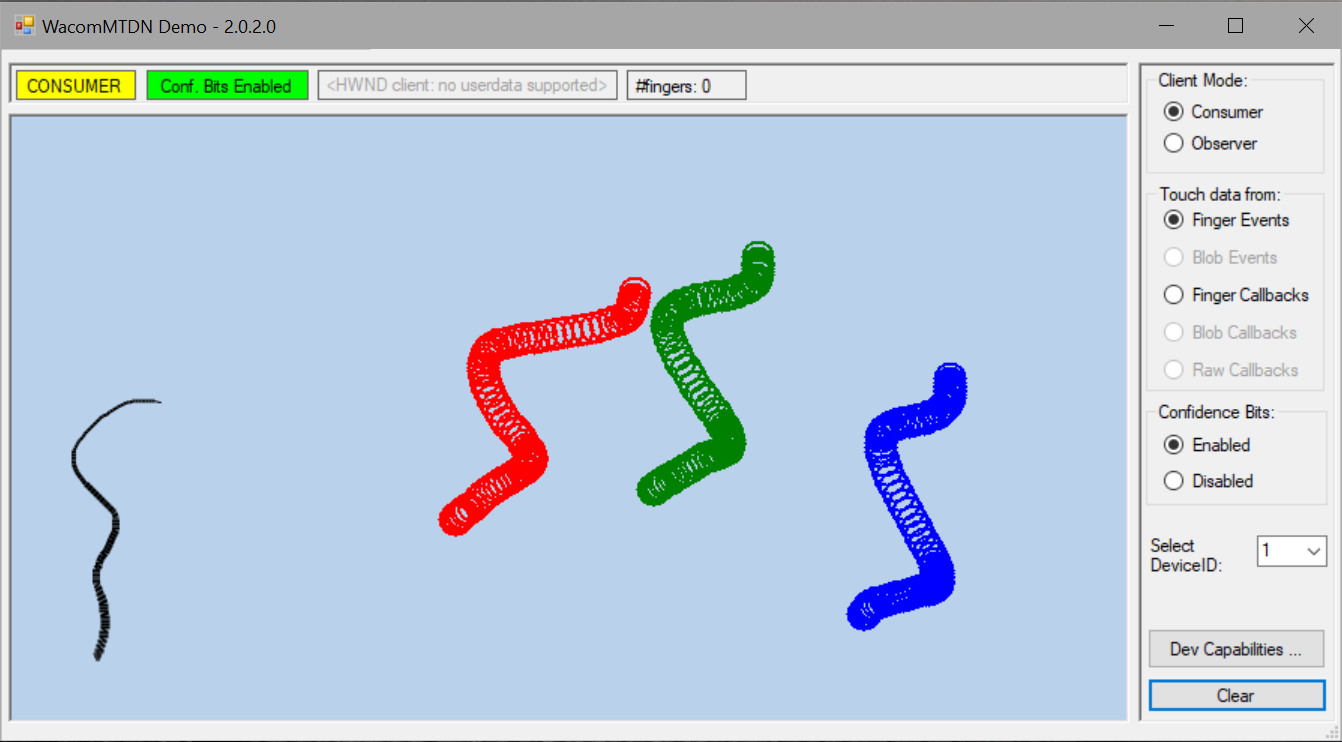 WacomMTDN Demo - 2.0.2.0
CONSUMER
Conf. Bits Enabled
<HWND client: no userdata supported>
#fingers: 0
Client Mode:
Consumer
Observer
Touch data from:
Finger Events
Blob Events
Finger Callbacks
Blob Callbacks
Raw Callbacks
Confidence Bits:
Enabled
Disabled
Select
DeviceID:
1
Dev Capabilities ...
Clear